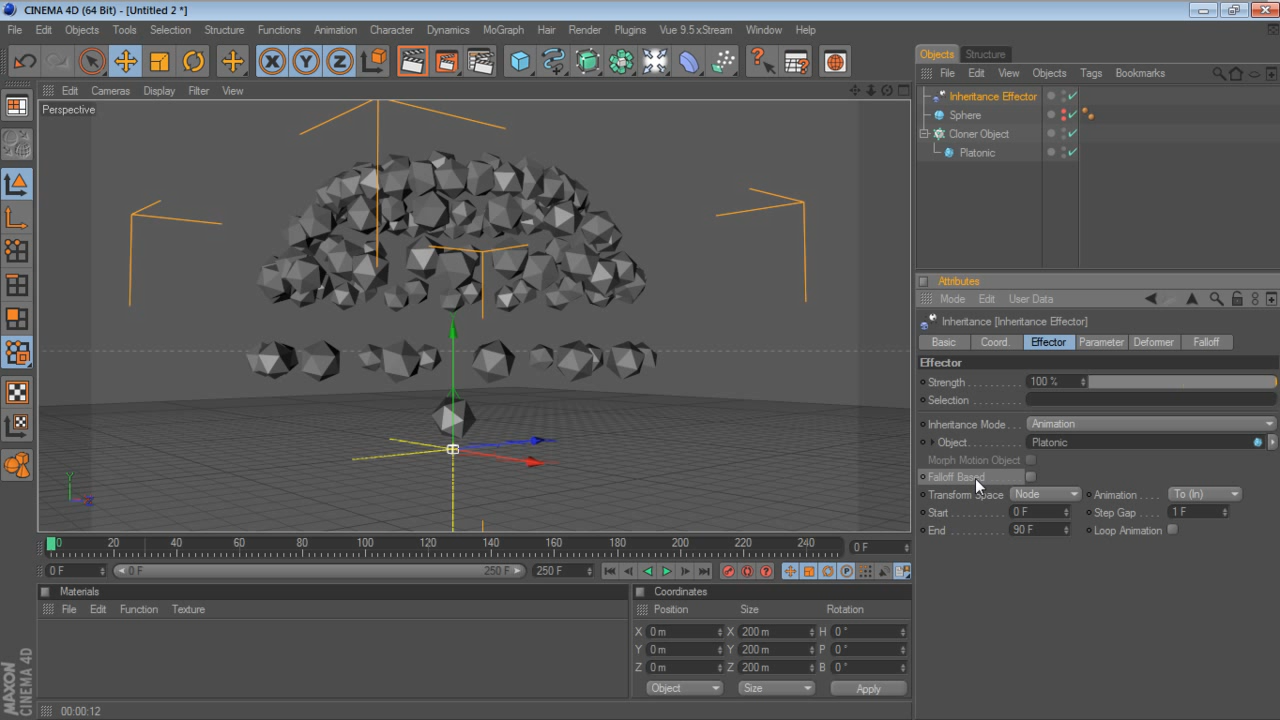 CINEMA 4D (64 Bit) - [Untitled 2 *]
File Edit Objects Tools Selection Structure Functions Animation Character Dynamics MoGraph Hair Render Plugins Vue 9.5 xStream Window Help
Objects Structure
File Edit View Objects Tags Bookmarks
Edit Cameras Display Filter View
Perspective
Inheritance Effector
Sphere
Cloner Object
Platonic
Attributes
Mode Edit User Data
Inheritance [Inheritance Effector]
Basic Coord. Effector Parameter Deformer Falloff
Effector
Strength 100 %
Selection
Inheritance Mode Animation
Object Platonic
Morph Motion Object
Falloff Based
Transform Space Node Animation To (In)
Start 0 F Step Gap 1 F
End 90 F Loop Animation
Y
Z
0 20 40 60 80 100 120 140 160 180 200 220 240 0 F
0 F 0 F 250 F 250 F
Materials
File Edit Function Texture
Coordinates
Position Size Rotation
X 0 m X 200 m H 0 °
Y 0 m Y 200 m P 0 °
Z 0 m Z 200 m B 0 °
Object Size Apply
MAXON
CINEMA 4D
00:00:12